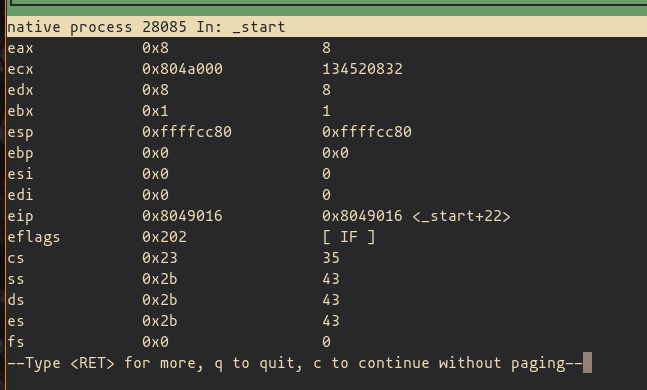 native process 28085 In: _start
eax 0x8 8
ecx 0x804a000 134520832
edx 0x8 8
ebx 0x1 1
esp 0xffffcc80 0xffffcc80
ebp 0x0 0x0
esi 0x0 0
edi 0x0 0
eip 0x8049016 0x8049016 <_start+22>
eflags 0x202 [ IF ]
cs 0x23 35
ss 0x2b 43
ds 0x2b 43
es 0x2b 43
fs 0x0 0
--Type <RET> for more, q to quit, c to continue without paging--